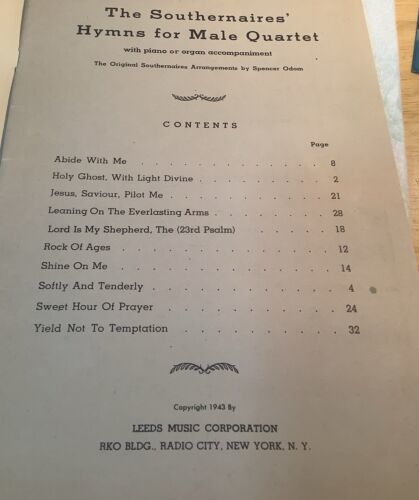 The Southernaires'
Hymns for Male Quartet
with piano or organ accompaniment
The Original Southernaires Arrangements by Spencer Odom
CONTENTS
Page
Abide With Me . . . . . . . . . . . . . 8
Holy Ghost, With Light Divine . . . . . . . . . 2
Jesus, Saviour, Pilot Me . . . . . . . . . . . 21
Leaning On The Everlasting Arms . . . . . . . . 28
Lord Is My Shepherd, The (23rd Psalm) . . . . . . 18
Rock Of Ages . . . . . . . . . . . . . 12
Shine On Me . . . . . . . . . . . . . 14
Softly And Tenderly . . . . . . . . . . . 4
Sweet Hour Of Prayer . . . . . . . . . . 24
Yield Not To Temptation . . . . . . . . . 32
Copyright 1943 By
LEEDS MUSIC CORPORATION
RKO BLDG., RADIO CITY, NEW YORK, N. Y.